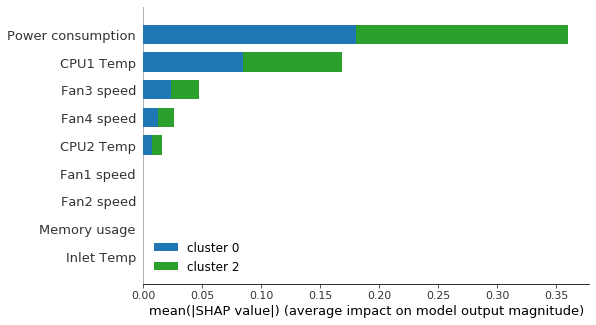 Power consumption
CPU1 Temp
Fan3 speed
Fan4 speed
CPU2 Temp
Fan1 speed
Fan2 speed
Memory usage
Inlet Temp
cluster 0
cluster 2
0.00 0.05 0.10 0.15 0.20 0.25 0.30 0.35
mean(|SHAP value|) (average impact on model output magnitude)